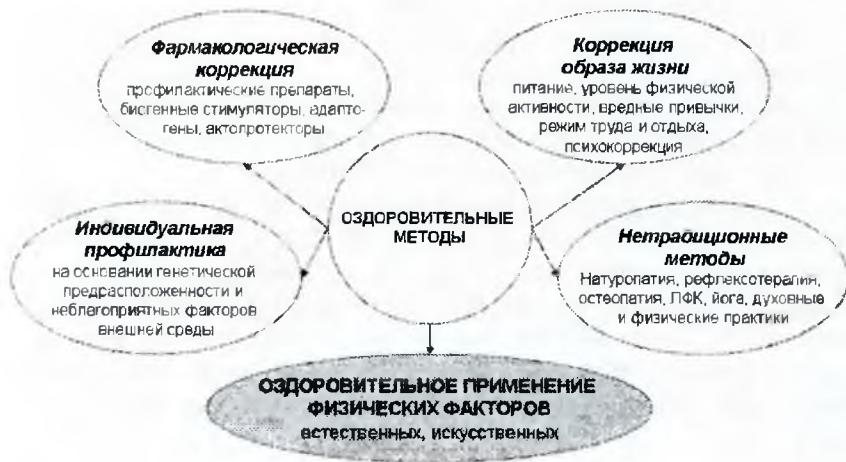 Фармакологическая
коррекция
профилактические препараты,
биогенные стимуляторы, адапто-
гены, актопротекторы
Коррекция
образа жизни
питание, уровень физической
активности, вредные привычки,
режим труда и отдыха,
психокоррекция
ОЗДОРОВИТЕЛЬНЫЕ
МЕТОДЫ
Индивидуальная
профилактика
на основании генетической
предрасположенности и
неблагоприятных факторов
внешней среды
Нетрадиционные
методы
Натуропатия, рефлексотерапия,
остеопатия, ЛФК, йога, духовные
и физические практики
ОЗДОРОВИТЕЛЬНОЕ ПРИМЕНЕНИЕ
ФИЗИЧЕСКИХ ФАКТОРОВ
естественных, искусственных